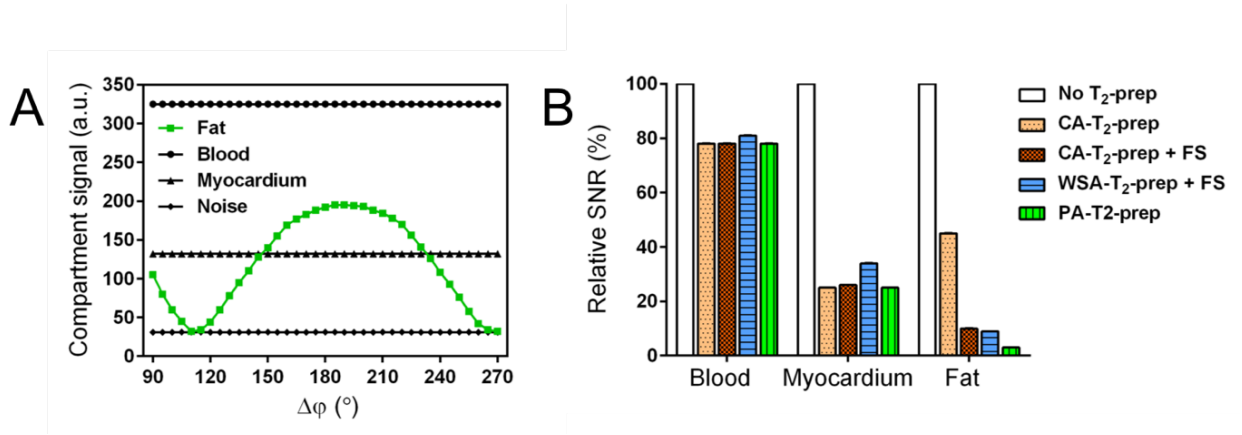 A
Compartment signal (a.u.)
350
300
250
200
150
100
50
0
Fat
Blood
Myocardium
Noise
90 120 150 180 210 240 270
Δφ (°)
B
Relative SNR (%)
100
80
60
40
20
0
Blood Myocardium Fat
No T₂-prep
CA-T₂-prep
CA-T₂-prep + FS
WSA-T₂-prep + FS
PA-T2-prep